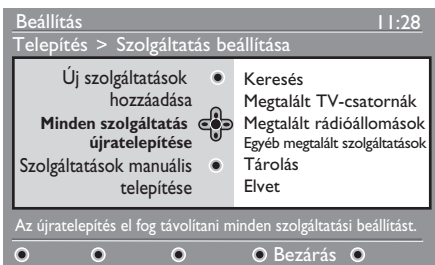 Beállítás 11:28
Telepítés > Szolgáltatás beállítása
Új szolgáltatások
hozzáadása
Minden szolgáltatás
újratelepítése
Szolgáltatások manuális
telepítése
Keresés
Megtalált TV-csatornák
Megtalált rádióállomások
Egyéb megtalált szolgáltatások
Tárolás
Elvet
Az újratelepítés el fog távolítani minden szolgáltatási beállítást.
Bezárás